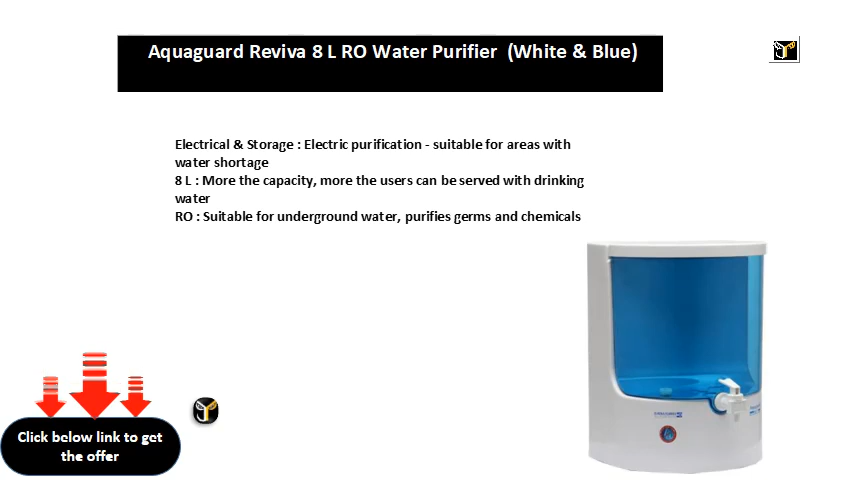 Aquaguard Reviva 8 L RO Water Purifier (White & Blue)
Electrical & Storage : Electric purification - suitable for areas with
water shortage
8 L : More the capacity, more the users can be served with drinking
water
RO : Suitable for underground water, purifies germs and chemicals
Click below link to get
the offer